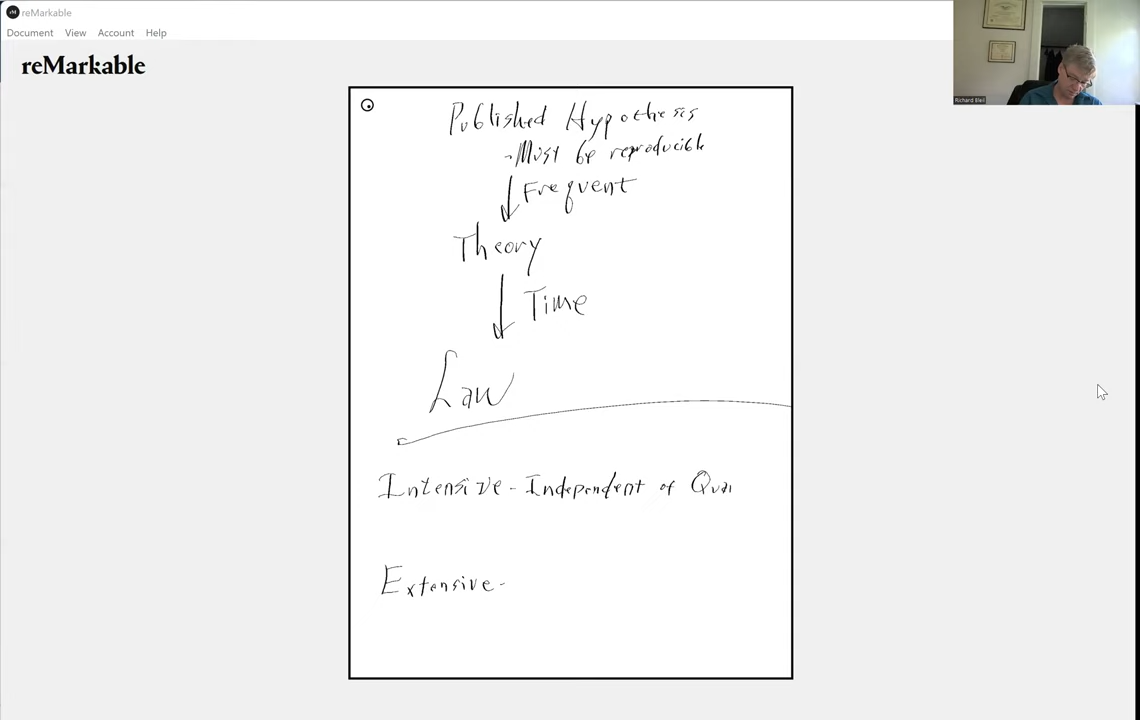 reMarkable
Document View Account Help
reMarkable
Richard Bleil
Published Hypothesis
- Must be reproducible
Frequent
Theory
Time
Law
Intensive - Independent of Qua
Extensive -